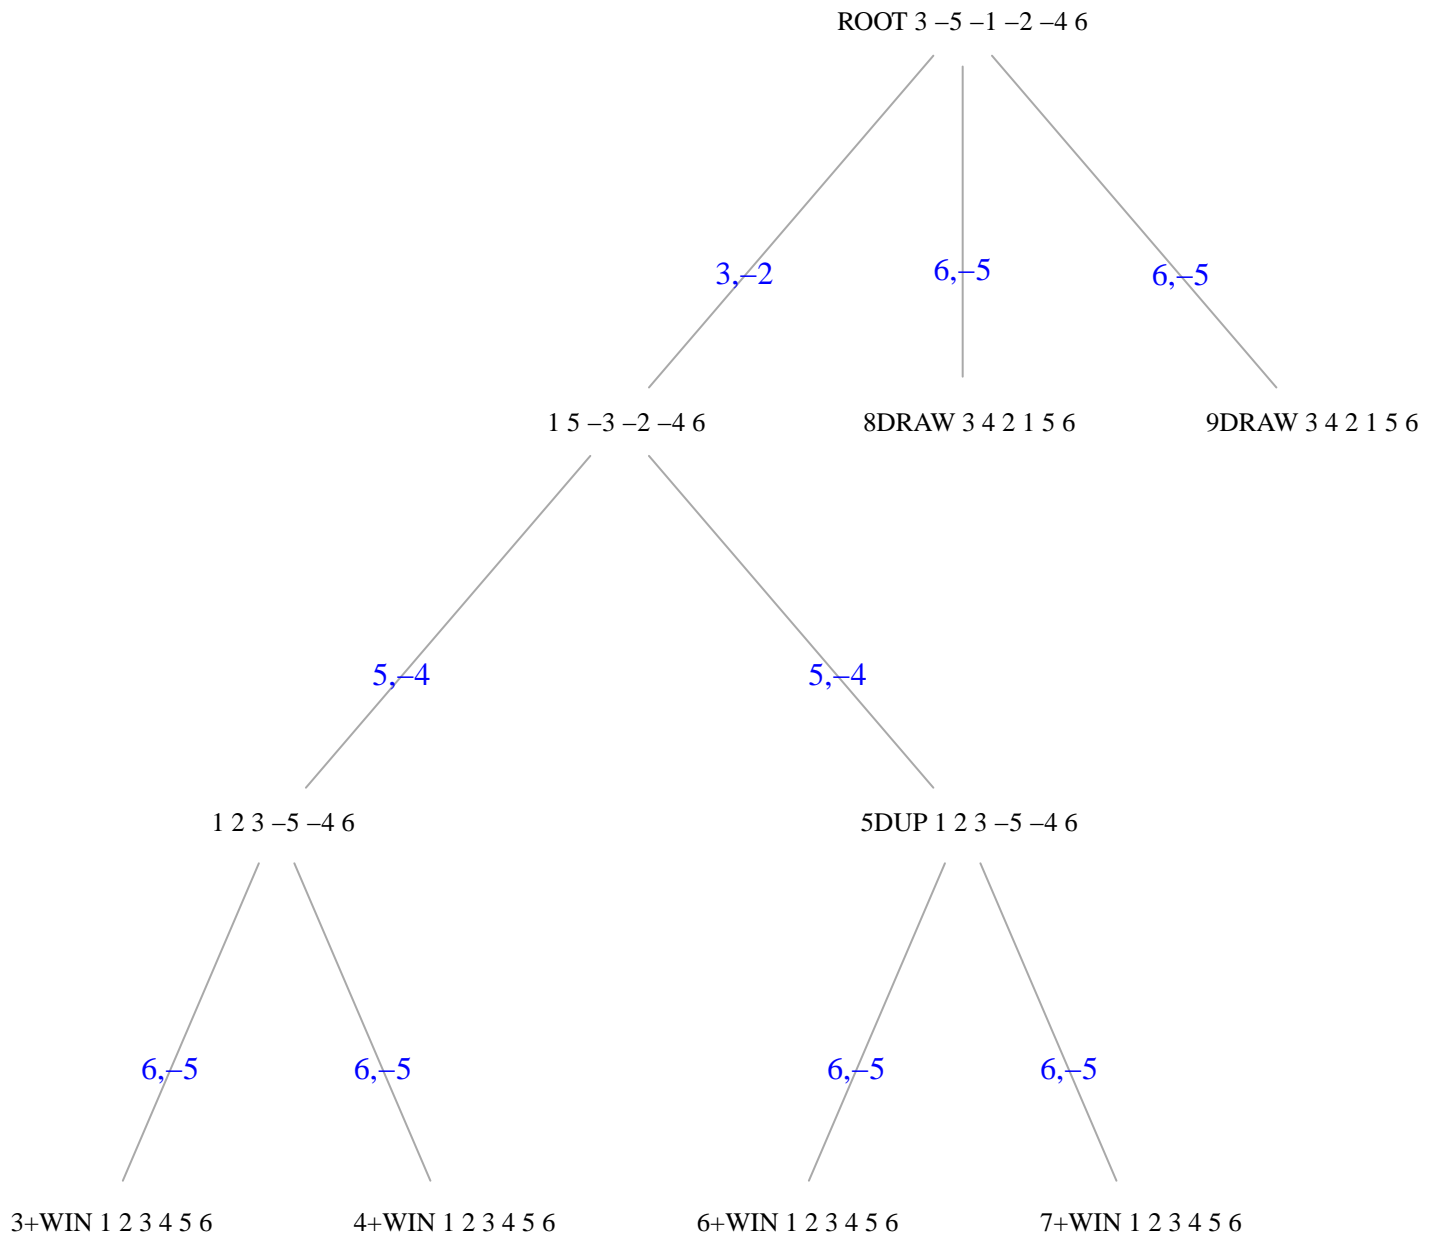 ROOT 3 –5 –1 –2 –4 6
3,–2
6,–5
6,–5
1 5 –3 –2 –4 6
8DRAW 3 4 2 1 5 6
9DRAW 3 4 2 1 5 6
5,–4
5,–4
1 2 3 –5 –4 6
5DUP 1 2 3 –5 –4 6
6,–5
6,–5
6,–5
6,–5
3+WIN 1 2 3 4 5 6
4+WIN 1 2 3 4 5 6
6+WIN 1 2 3 4 5 6
7+WIN 1 2 3 4 5 6